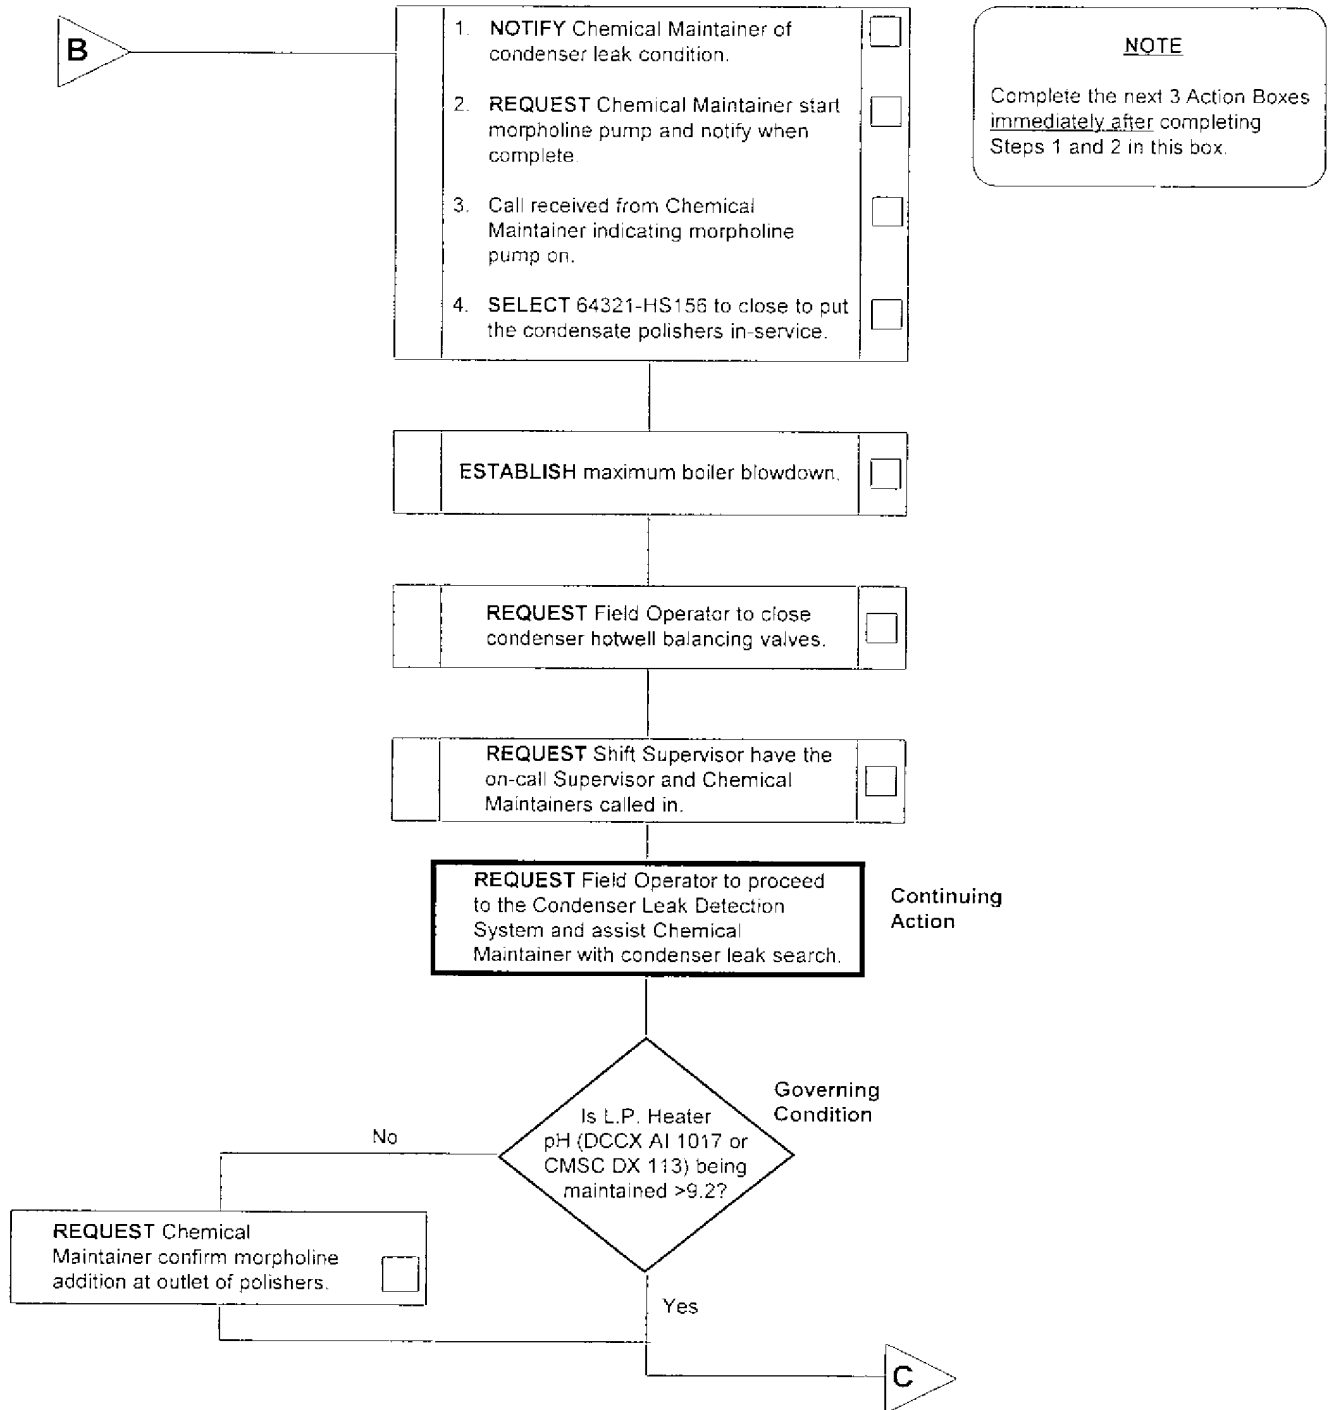 B
1. NOTIFY Chemical Maintainer of
condenser leak condition.
2. REQUEST Chemical Maintainer start
morpholine pump and notify when
complete.
3. Call received from Chemical
Maintainer indicating morpholine
pump on.
4. SELECT 64321-HS156 to close to put
the condensate polishers in-service.
NOTE
Complete the next 3 Action Boxes
immediately after completing
Steps 1 and 2 in this box.
ESTABLISH maximum boiler blowdown.
REQUEST Field Operator to close
condenser hotwell balancing valves.
REQUEST Shift Supervisor have the
on-call Supervisor and Chemical
Maintainers called in.
REQUEST Field Operator to proceed
to the Condenser Leak Detection
System and assist Chemical
Maintainer with condenser leak search.
Continuing
Action
Governing
Condition
Is L.P. Heater
pH (DCCX AI 1017 or
CMSC DX 113) being
maintained >9.2?
No
REQUEST Chemical
Maintainer confirm morpholine
addition at outlet of polishers.
Yes
C